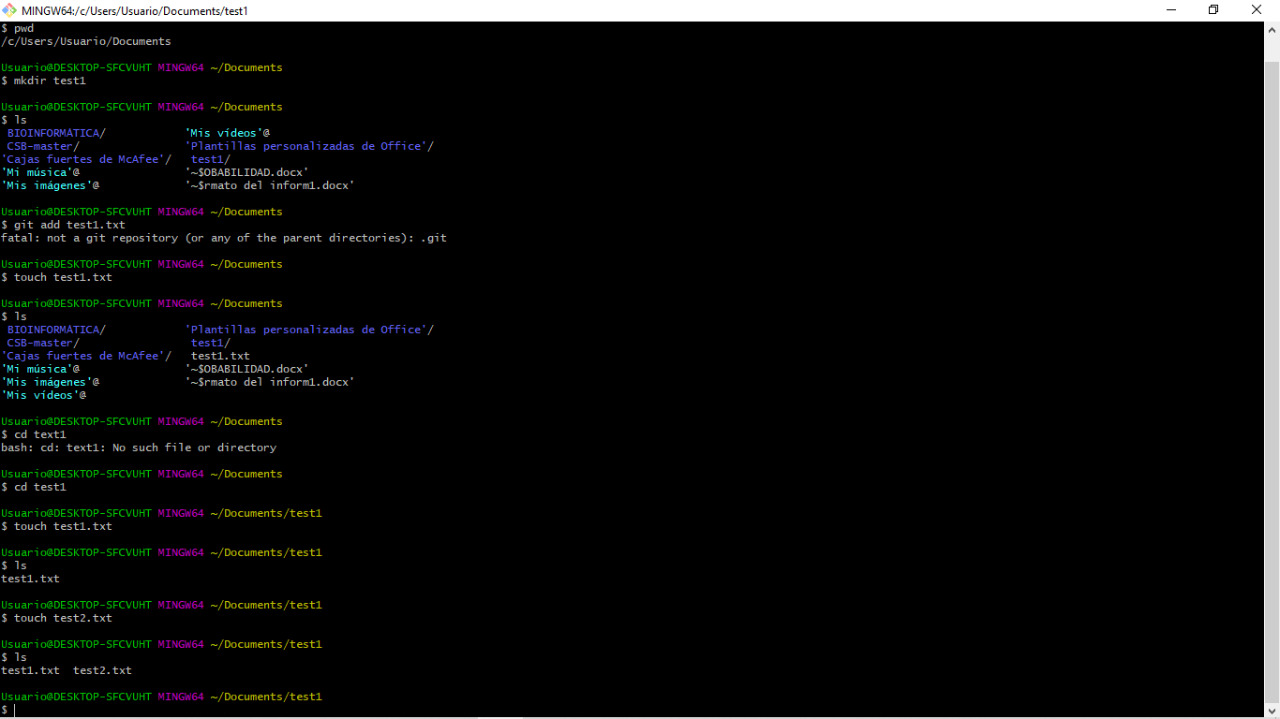 MINGW64:/c/Users/Usuario/Documents/test1
$ pwd
/c/Users/Usuario/Documents
Usuario@DESKTOP-SFCVUHT MINGW64 ~/Documents
$ mkdir test1
Usuario@DESKTOP-SFCVUHT MINGW64 ~/Documents
$ ls
BIOINFORMÁTICA/ 'Mis vídeos'@
CSB-master/ 'Plantillas personalizadas de Office'/
'Cajas fuertes de McAfee'/ test1/
'Mi música'@ '~$OBABILIDAD.docx'
'Mis imágenes'@ '~$rmato del inform1.docx'
Usuario@DESKTOP-SFCVUHT MINGW64 ~/Documents
$ git add test1.txt
fatal: not a git repository (or any of the parent directories): .git
Usuario@DESKTOP-SFCVUHT MINGW64 ~/Documents
$ touch test1.txt
Usuario@DESKTOP-SFCVUHT MINGW64 ~/Documents
$ ls
BIOINFORMÁTICA/ 'Plantillas personalizadas de Office'/
CSB-master/ test1/
'Cajas fuertes de McAfee'/ test1.txt
'Mi música'@ '~$OBABILIDAD.docx'
'Mis imágenes'@ '~$rmato del inform1.docx'
'Mis vídeos'@
Usuario@DESKTOP-SFCVUHT MINGW64 ~/Documents
$ cd text1
bash: cd: text1: No such file or directory
Usuario@DESKTOP-SFCVUHT MINGW64 ~/Documents
$ cd test1
Usuario@DESKTOP-SFCVUHT MINGW64 ~/Documents/test1
$ touch test1.txt
Usuario@DESKTOP-SFCVUHT MINGW64 ~/Documents/test1
$ ls
test1.txt
Usuario@DESKTOP-SFCVUHT MINGW64 ~/Documents/test1
$ touch test2.txt
Usuario@DESKTOP-SFCVUHT MINGW64 ~/Documents/test1
$ ls
test1.txt test2.txt
Usuario@DESKTOP-SFCVUHT MINGW64 ~/Documents/test1
$